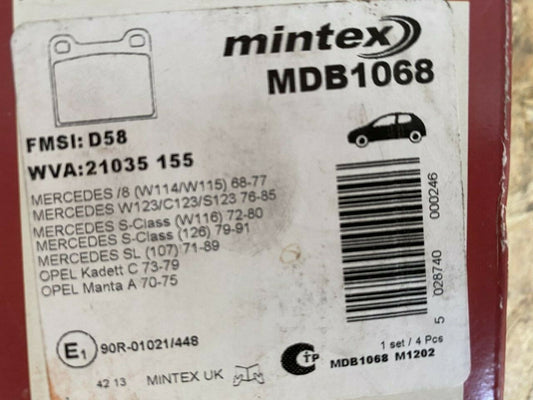 mintex
MDB1068
FMSI: D58
WVA:21035 155
MERCEDES /8 (W114/W115) 68-77
MERCEDES W123/C123/S123 76-85
MERCEDES S-Class (W116) 72-80
MERCEDES S-Class (126) 79-91
MERCEDES SL (107) 71-89
OPEL Kadett C 73-79
OPEL Manta A 70-75
5 028740 000246
E1 90R-01021/448
1 set / 4 Pcs
CTP
MDB1068 M1202
42 13 MINTEX UK